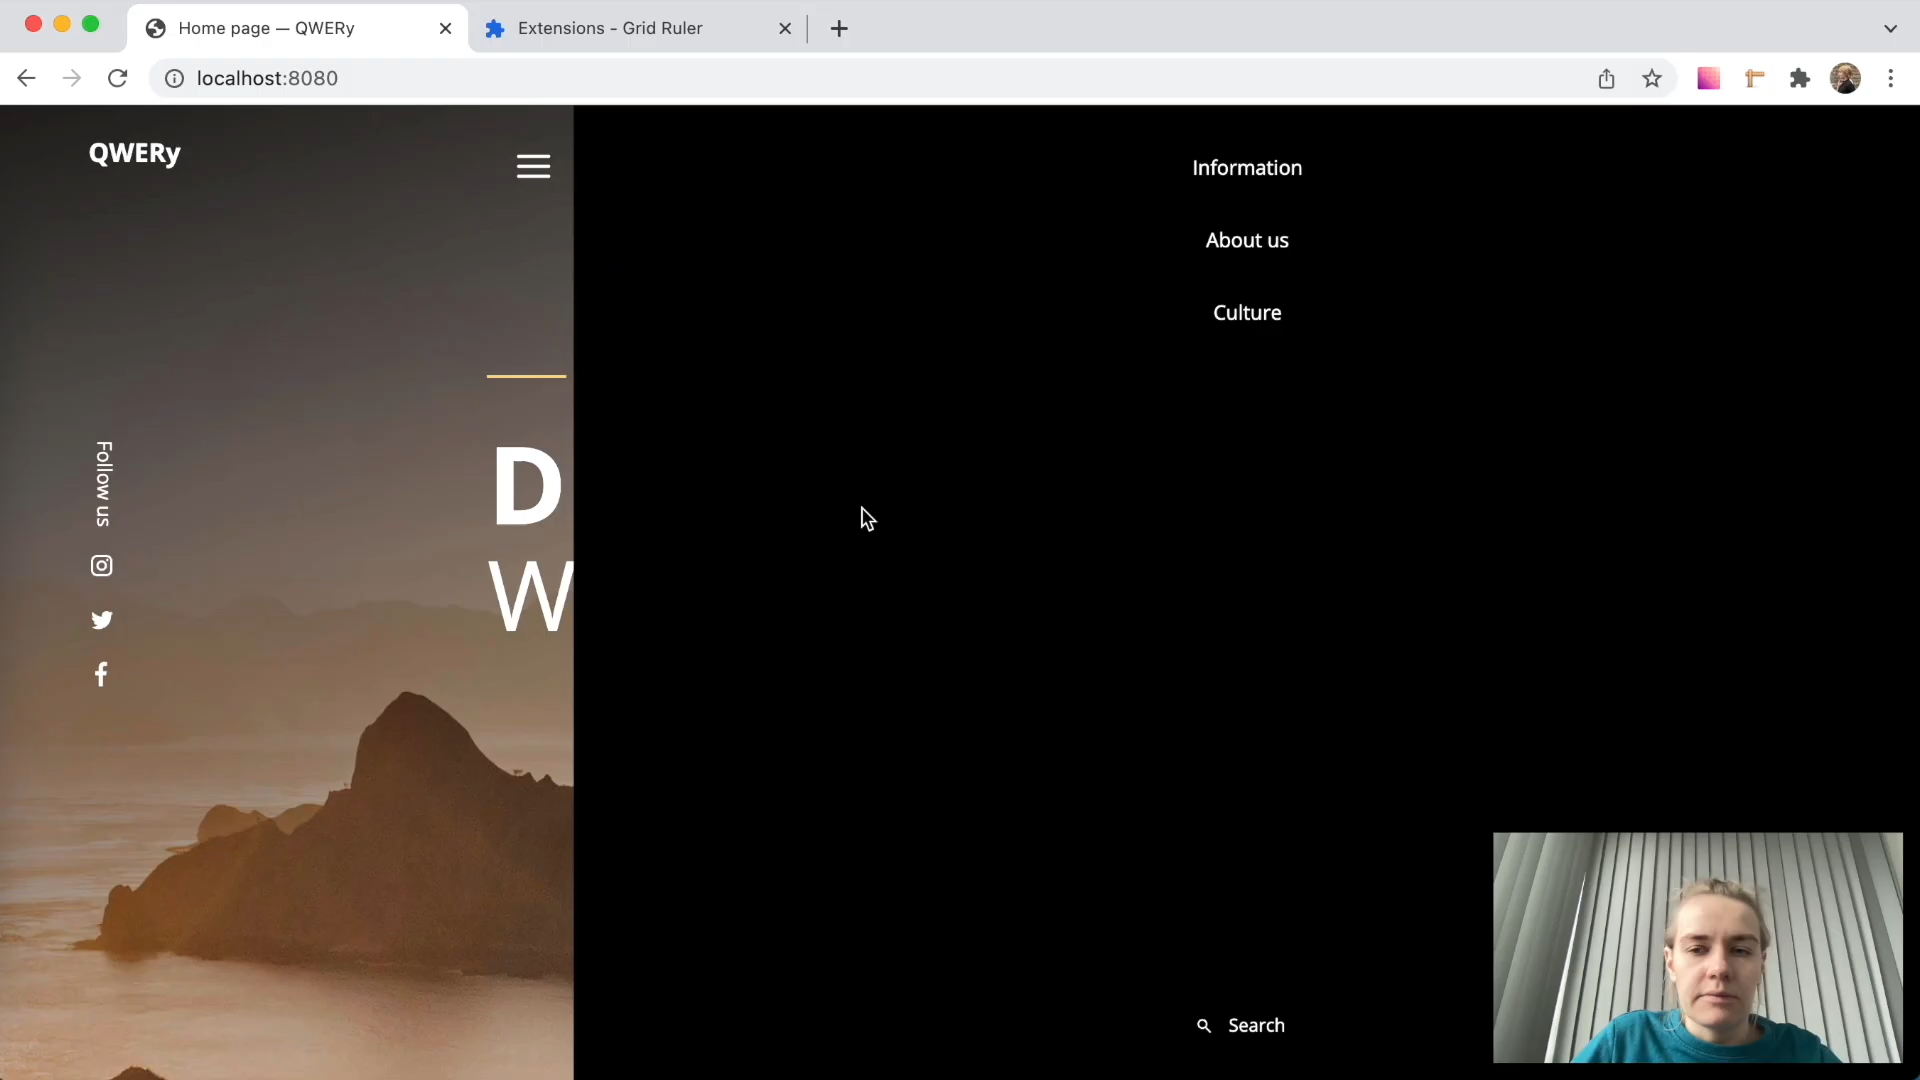 Home page — QWERy
Extensions - Grid Ruler
localhost:8080
QWERy
Information
About us
Culture
D
W
Follow us
Search